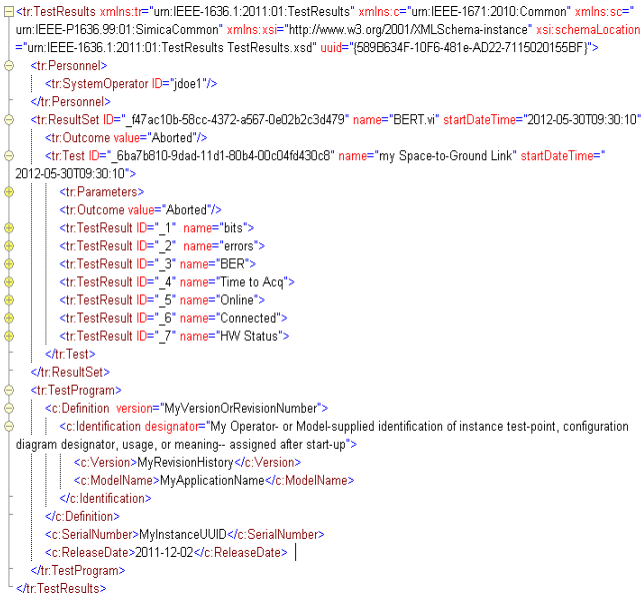 <tr:TestResults xmlns:tr="urn:IEEE-1636.1:2011:01:TestResults" xmlns:c="urn:IEEE-1671:2010:Common" xmlns:sc="
urn:IEEE-P1636.99:01:SimicaCommon" xmlns:xsi="http://www.w3.org/2001/XMLSchema-instance" xsi:schemaLocation
="urn:IEEE-1636.1:2011:01:TestResults TestResults.xsd" uuid="{589B634F-10F6-481e-AD22-7115020155BF}">
<tr:Personnel>
<tr:SystemOperator ID="jdoe1"/>
</tr:Personnel>
<tr:ResultSet ID="_f47ac10b-58cc-4372-a567-0e02b2c3d479" name="BERT.vi" startDateTime="2012-05-30T09:30:10">
<tr:Outcome value="Aborted"/>
<tr:Test ID="_6ba7b810-9dad-11d1-80b4-00c04fd430c8" name="my Space-to-Ground Link" startDateTime="
2012-05-30T09:30:10">
<tr:Parameters>
<tr:Outcome value="Aborted"/>
<tr:TestResult ID="_1" name="bits">
<tr:TestResult ID="_2" name="errors">
<tr:TestResult ID="_3" name="BER">
<tr:TestResult ID="_4" name="Time to Acq">
<tr:TestResult ID="_5" name="Online">
<tr:TestResult ID="_6" name="Connected">
<tr:TestResult ID="_7" name="HW Status">
</tr:Test>
</tr:ResultSet>
<tr:TestProgram>
<c:Definition version="MyVersionOrRevisionNumber">
<c:Identification designator="My Operator- or Model-supplied identification of instance test-point, configuration
diagram designator, usage, or meaning-- assigned after start-up">
<c:Version>MyRevisionHistory</c:Version>
<c:ModelName>MyApplicationName</c:ModelName>
</c:Identification>
</c:Definition>
<c:SerialNumber>MyInstanceUUID</c:SerialNumber>
<c:ReleaseDate>2011-12-02</c:ReleaseDate>
</tr:TestProgram>
</tr:TestResults>